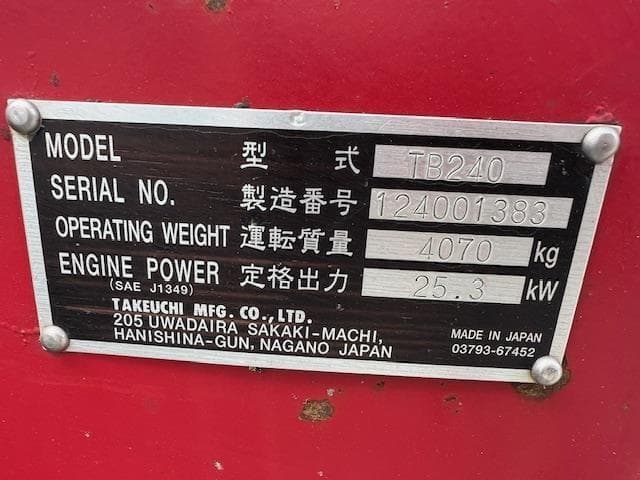 MODEL 型式 TB240
SERIAL NO. 製造番号 124001383
OPERATING WEIGHT 運転質量 4070 kg
ENGINE POWER 定格出力 25.3 kW
(SAE J1349)
TAKEUCHI MFG. CO., LTD.
205 UWADAIRA SAKAKI-MACHI,
HANISHINA-GUN, NAGANO JAPAN
MADE IN JAPAN
03793-67452